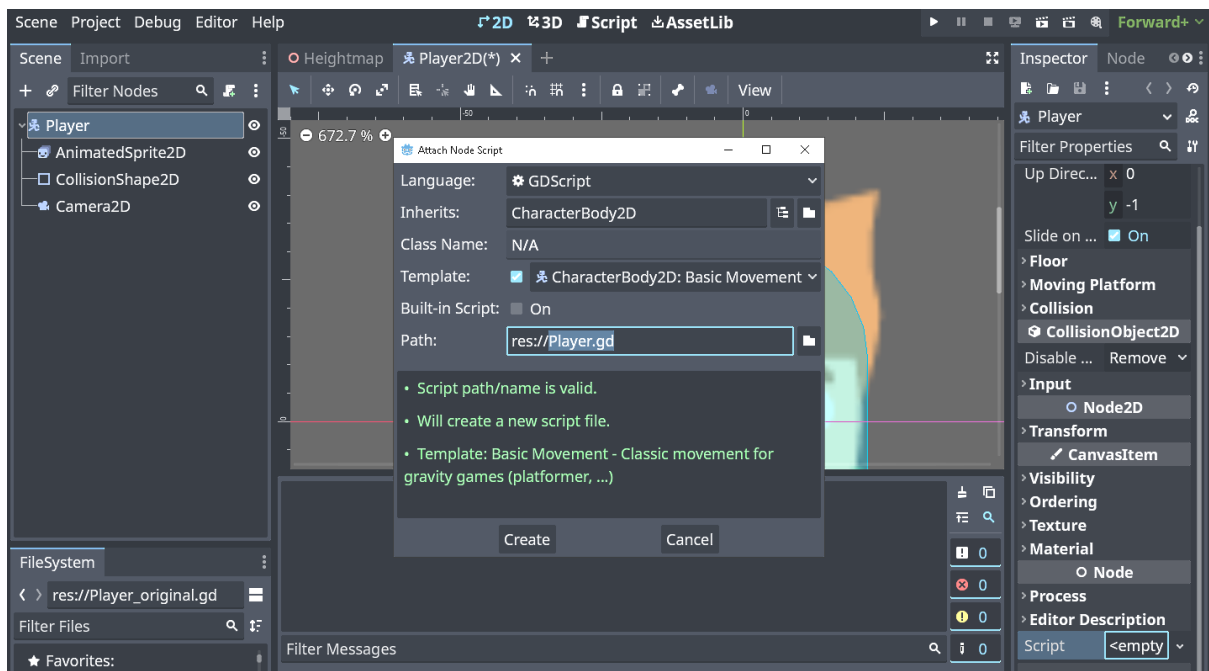 Scene Project Debug Editor Help
2D 3D Script AssetLib
Forward+
Scene Import
Filter Nodes
Player
AnimatedSprite2D
CollisionShape2D
Camera2D
FileSystem
res://Player_original.gd
Filter Files
Favorites:
Heightmap Player2D(*)
View
-50 0
-50
672.7 %
0
Attach Node Script
Language: GDScript
Inherits: CharacterBody2D
Class Name: N/A
Template: CharacterBody2D: Basic Movement
Built-in Script: On
Path: res://Player.gd
• Script path/name is valid.
• Will create a new script file.
• Template: Basic Movement - Classic movement for
gravity games (platformer, ...)
Create Cancel
0
0
0
0
Filter Messages
Inspector Node
Player
Filter Properties
Up Direc... x 0
y -1
Slide on ... On
Floor
Moving Platform
Collision
CollisionObject2D
Disable ... Remove
Input
Node2D
Transform
CanvasItem
Visibility
Ordering
Texture
Material
Node
Process
Editor Description
Script <empty